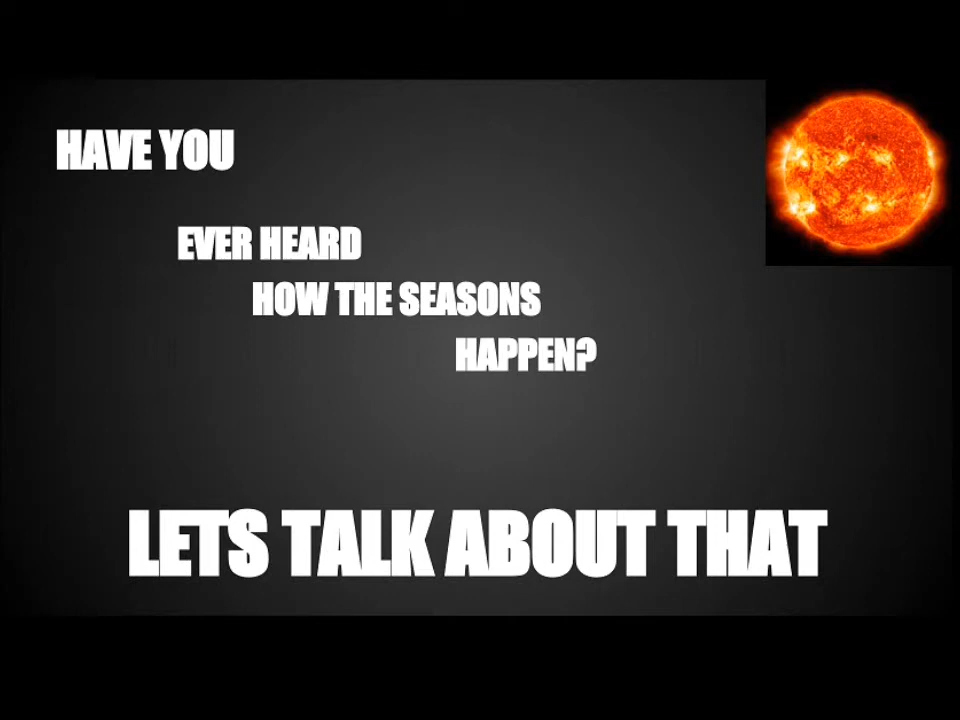 HAVE YOU
EVER HEARD
HOW THE SEASONS
HAPPEN?
LETS TALK ABOUT THAT